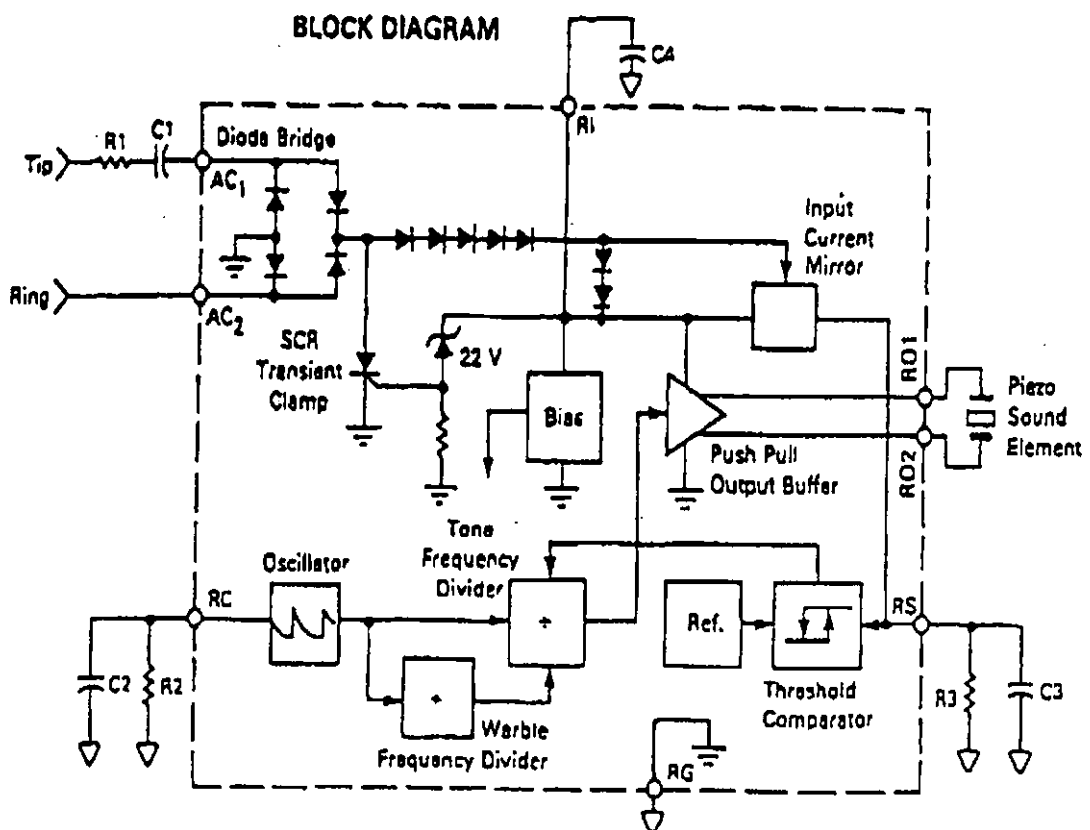 BLOCK DIAGRAM
C4
RI
R1
C1
Diode Bridge
Tip
AC1
Input
Current
Mirror
Ring
AC2
SCR
Transient
Clamp
22 V
RO1
Piezo
Sound
Element
Bias
Push Pull
Output Buffer
RO2
Tone
Frequency
Divider
Oscillator
RC
÷
Ref.
RS
C2
R2
÷
Warble
Frequency Divider
Threshold
Comparator
R3
C3
RG